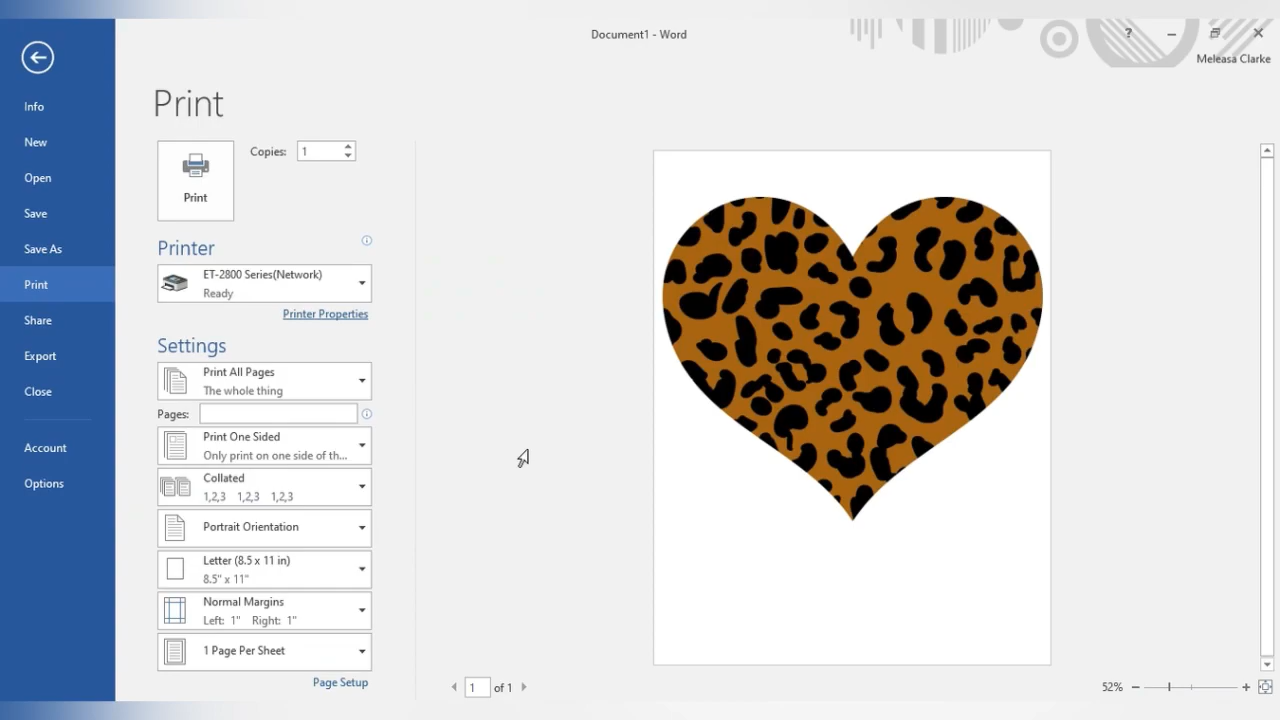 Document1 - Word
?
Meleasa Clarke
Info
New
Open
Save
Save As
Print
Share
Export
Close
Account
Options
Print
Print
Copies: 1
Printer
ET-2800 Series(Network)
Ready
Printer Properties
Settings
Print All Pages
The whole thing
Pages:
Print One Sided
Only print on one side of th...
Collated
1,2,3 1,2,3 1,2,3
Portrait Orientation
Letter (8.5 x 11 in)
8.5" x 11"
Normal Margins
Left: 1" Right: 1"
1 Page Per Sheet
Page Setup
1 of 1
52%